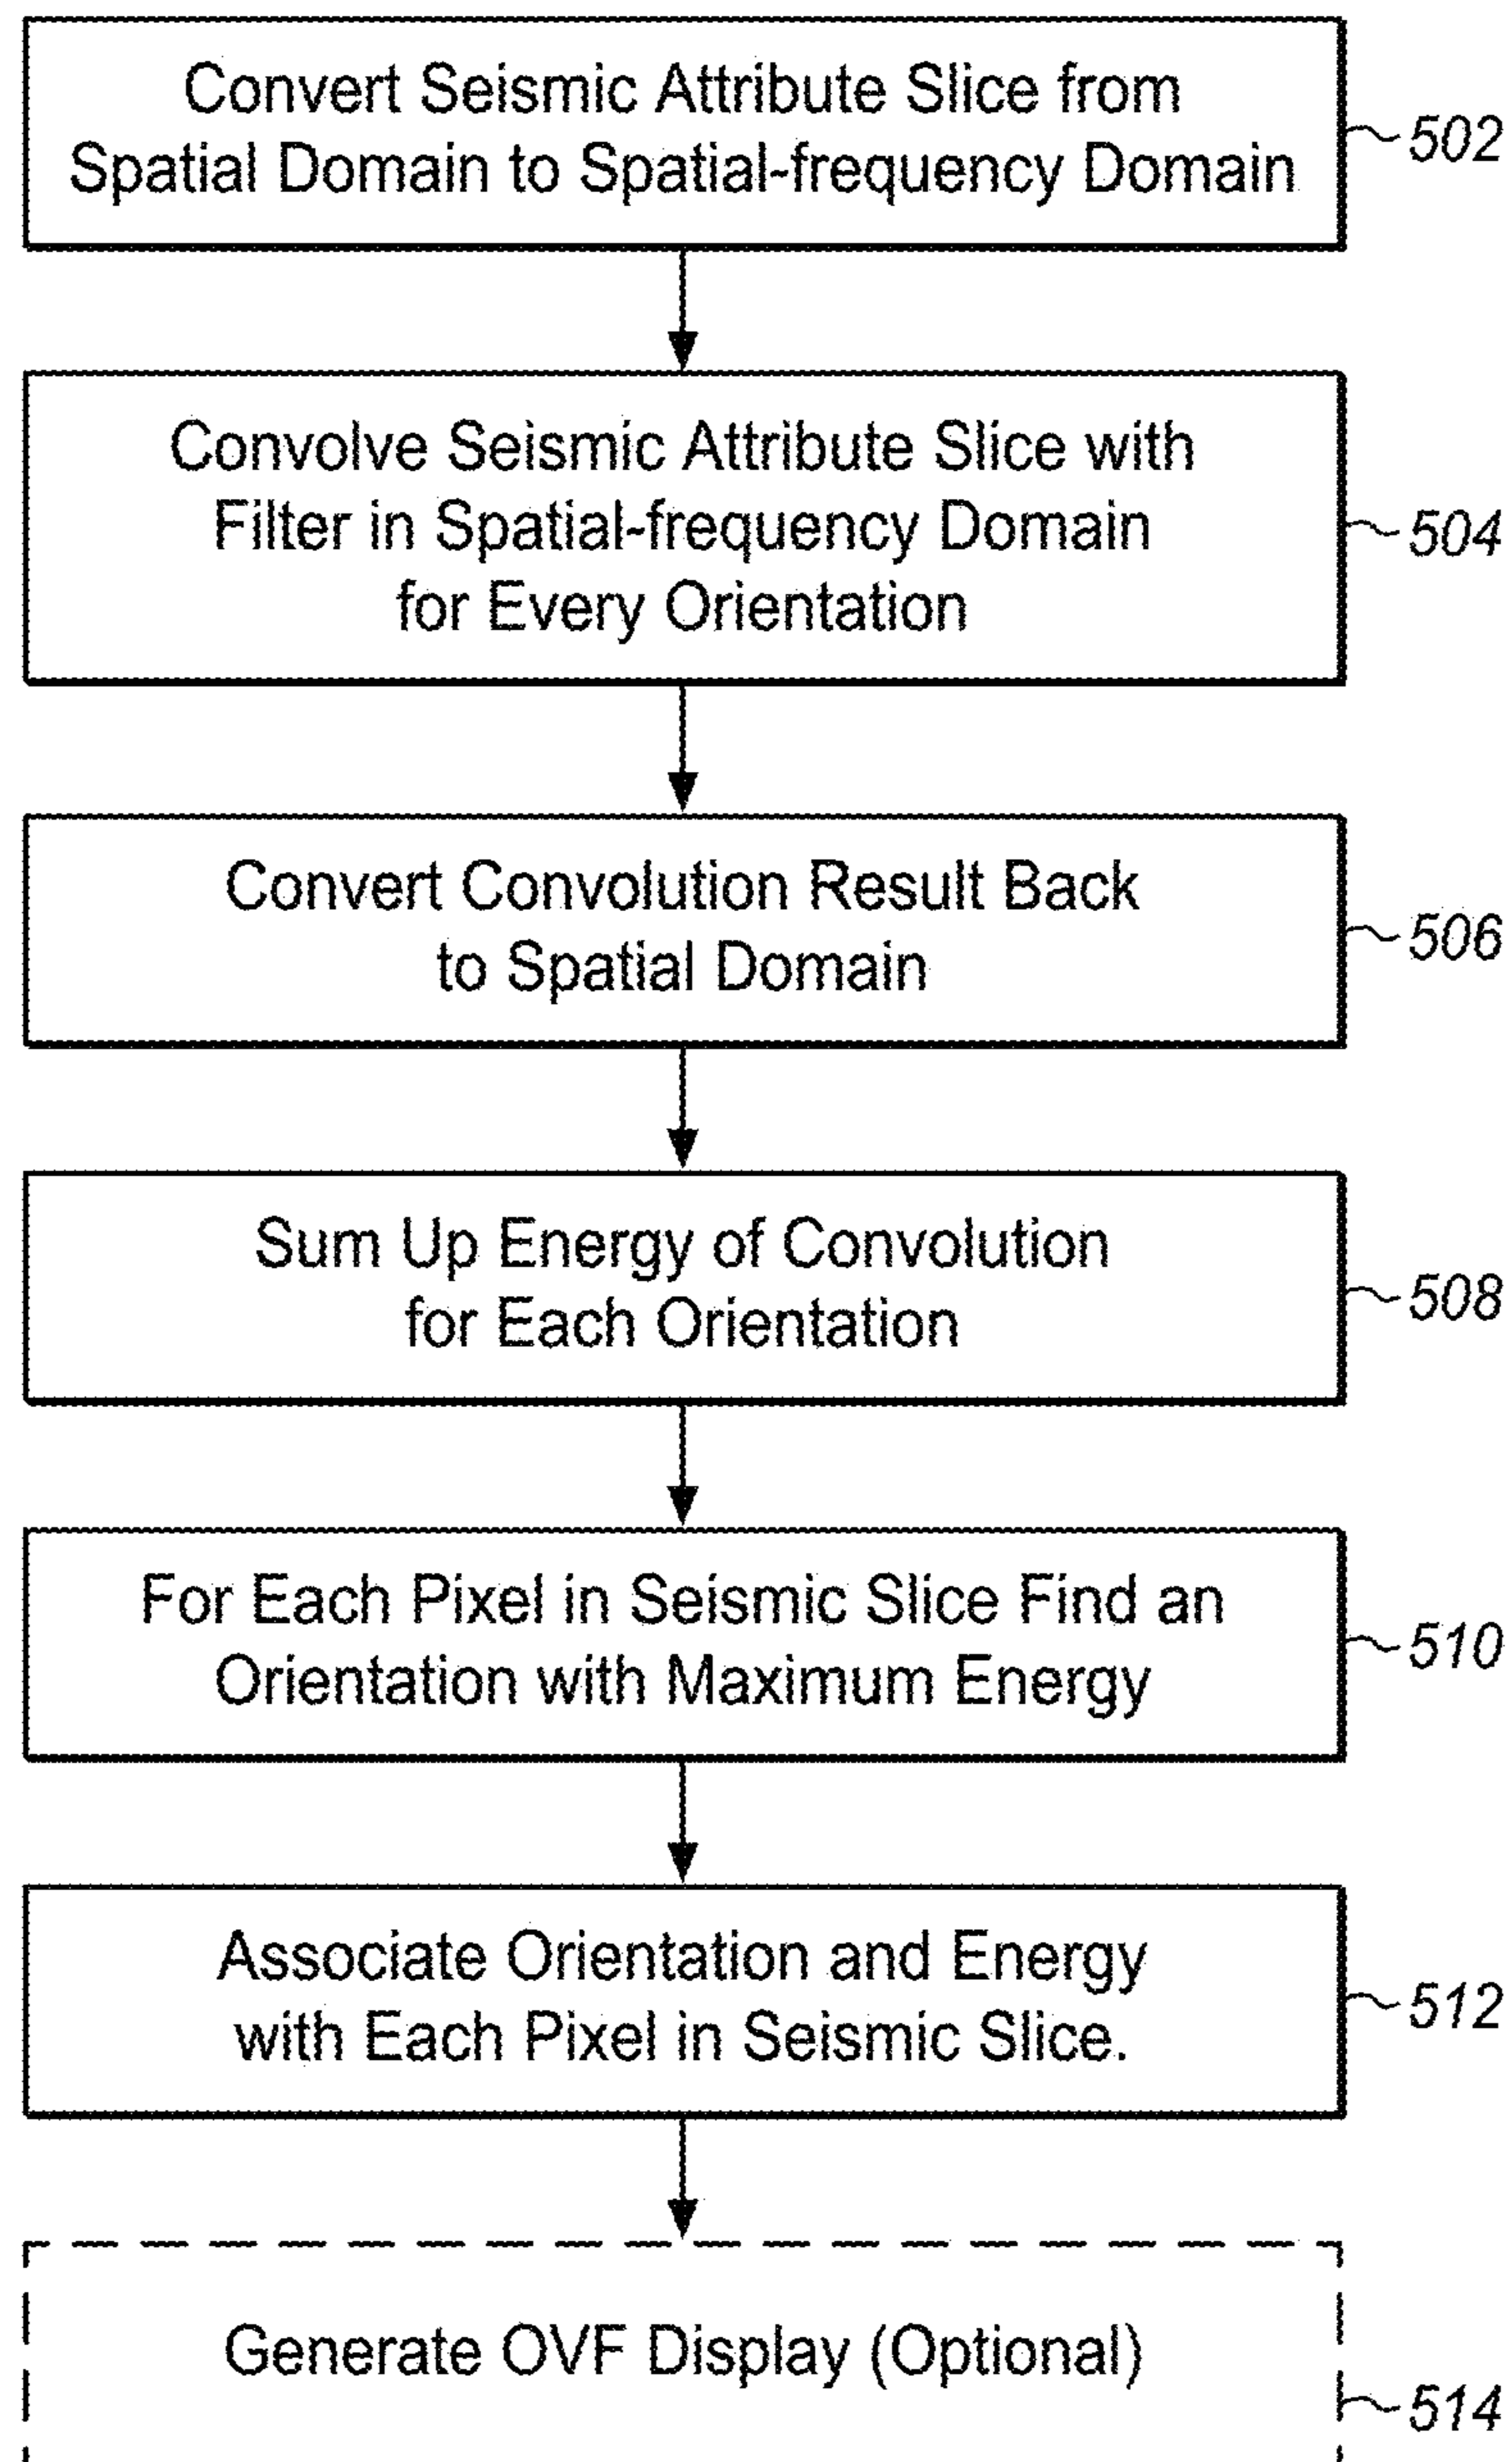 Convert Seismic Attribute Slice from
Spatial Domain to Spatial-frequency Domain
502
Convolve Seismic Attribute Slice with
Filter in Spatial-frequency Domain
for Every Orientation
504
Convert Convolution Result Back
to Spatial Domain
506
Sum Up Energy of Convolution
for Each Orientation
508
For Each Pixel in Seismic Slice Find an
Orientation with Maximum Energy
510
Associate Orientation and Energy
with Each Pixel in Seismic Slice.
512
Generate OVF Display (Optional)
514